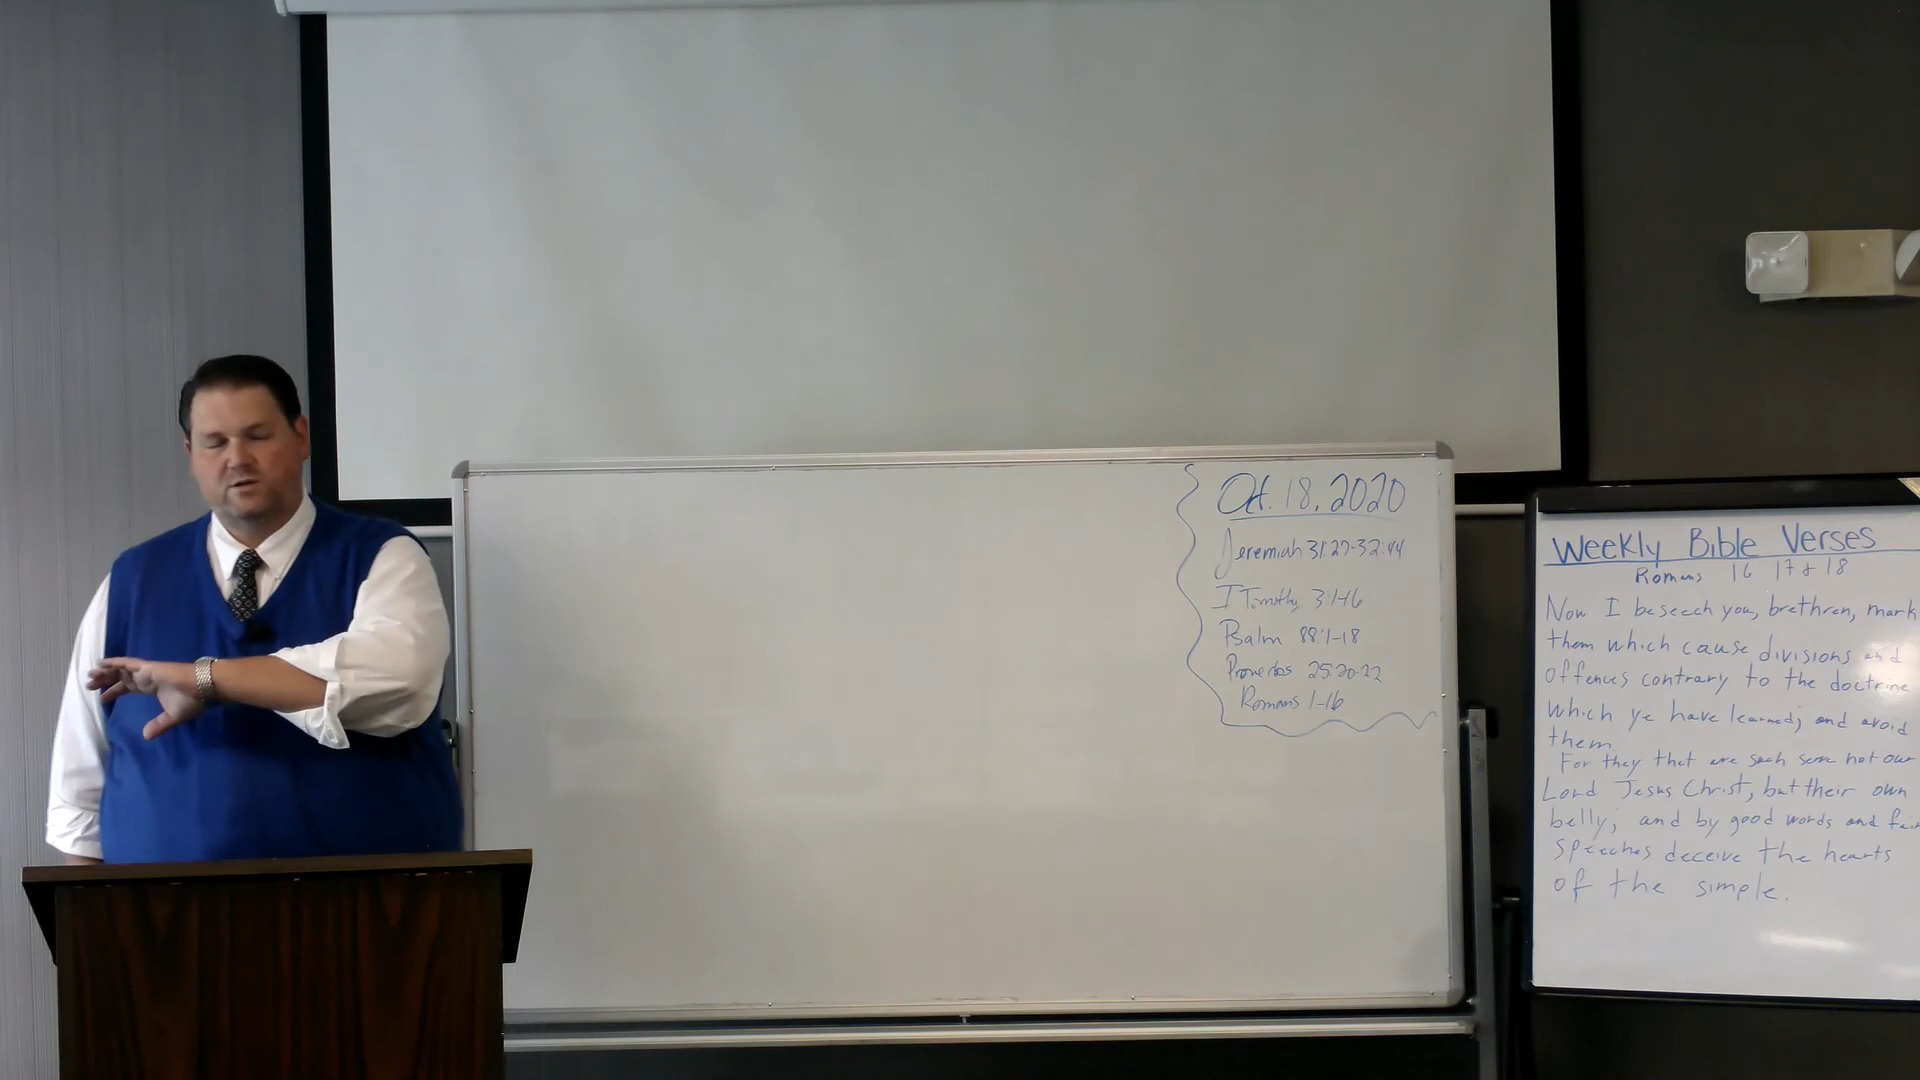 Oct. 18, 2020
Jeremiah 31:27-32:44
I Timothy 3:1-16
Psalm 88:1-18
Proverbs 25:20-22
Romans 1-16
Weekly Bible Verses
Romans 16 17 & 18
Now I beseech you, brethren, mark
them which cause divisions and
offences contrary to the doctrine
which ye have learned; and avoid
them.
For they that are such serve not our
Lord Jesus Christ, but their own
belly; and by good words and fair
speeches deceive the hearts
of the simple.